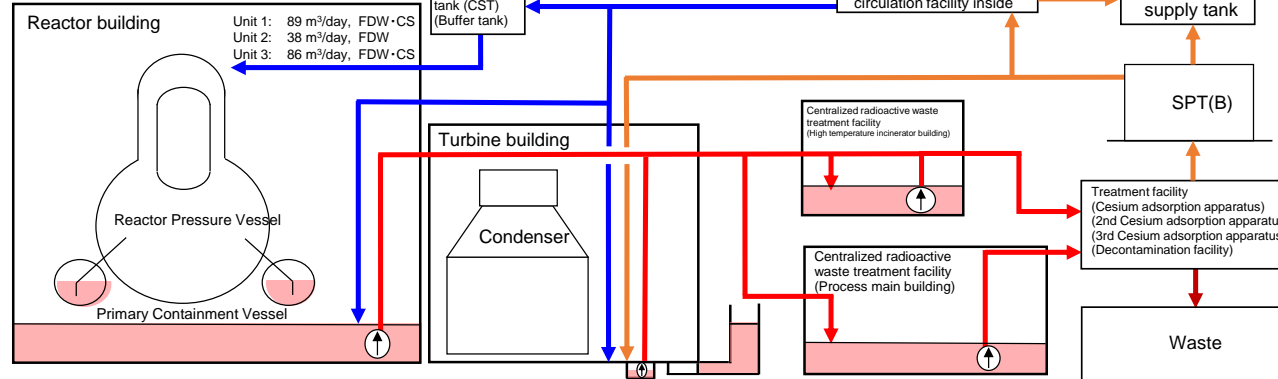 Reactor building
Unit 1: 89 m³/day, FDW・CS
Unit 2: 38 m³/day, FDW
Unit 3: 86 m³/day, FDW・CS
tank (CST)
(Buffer tank)
circulation facility inside
supply tank
SPT(B)
Centralized radioactive waste
treatment facility
(High temperature incinerator building)
Turbine building
Condenser
Reactor Pressure Vessel
Primary Containment Vessel
Centralized radioactive
waste treatment facility
(Process main building)
Treatment facility
(Cesium adsorption apparatus)
(2nd Cesium adsorption apparatu
(3rd Cesium adsorption apparatus
(Decontamination facility)
Waste